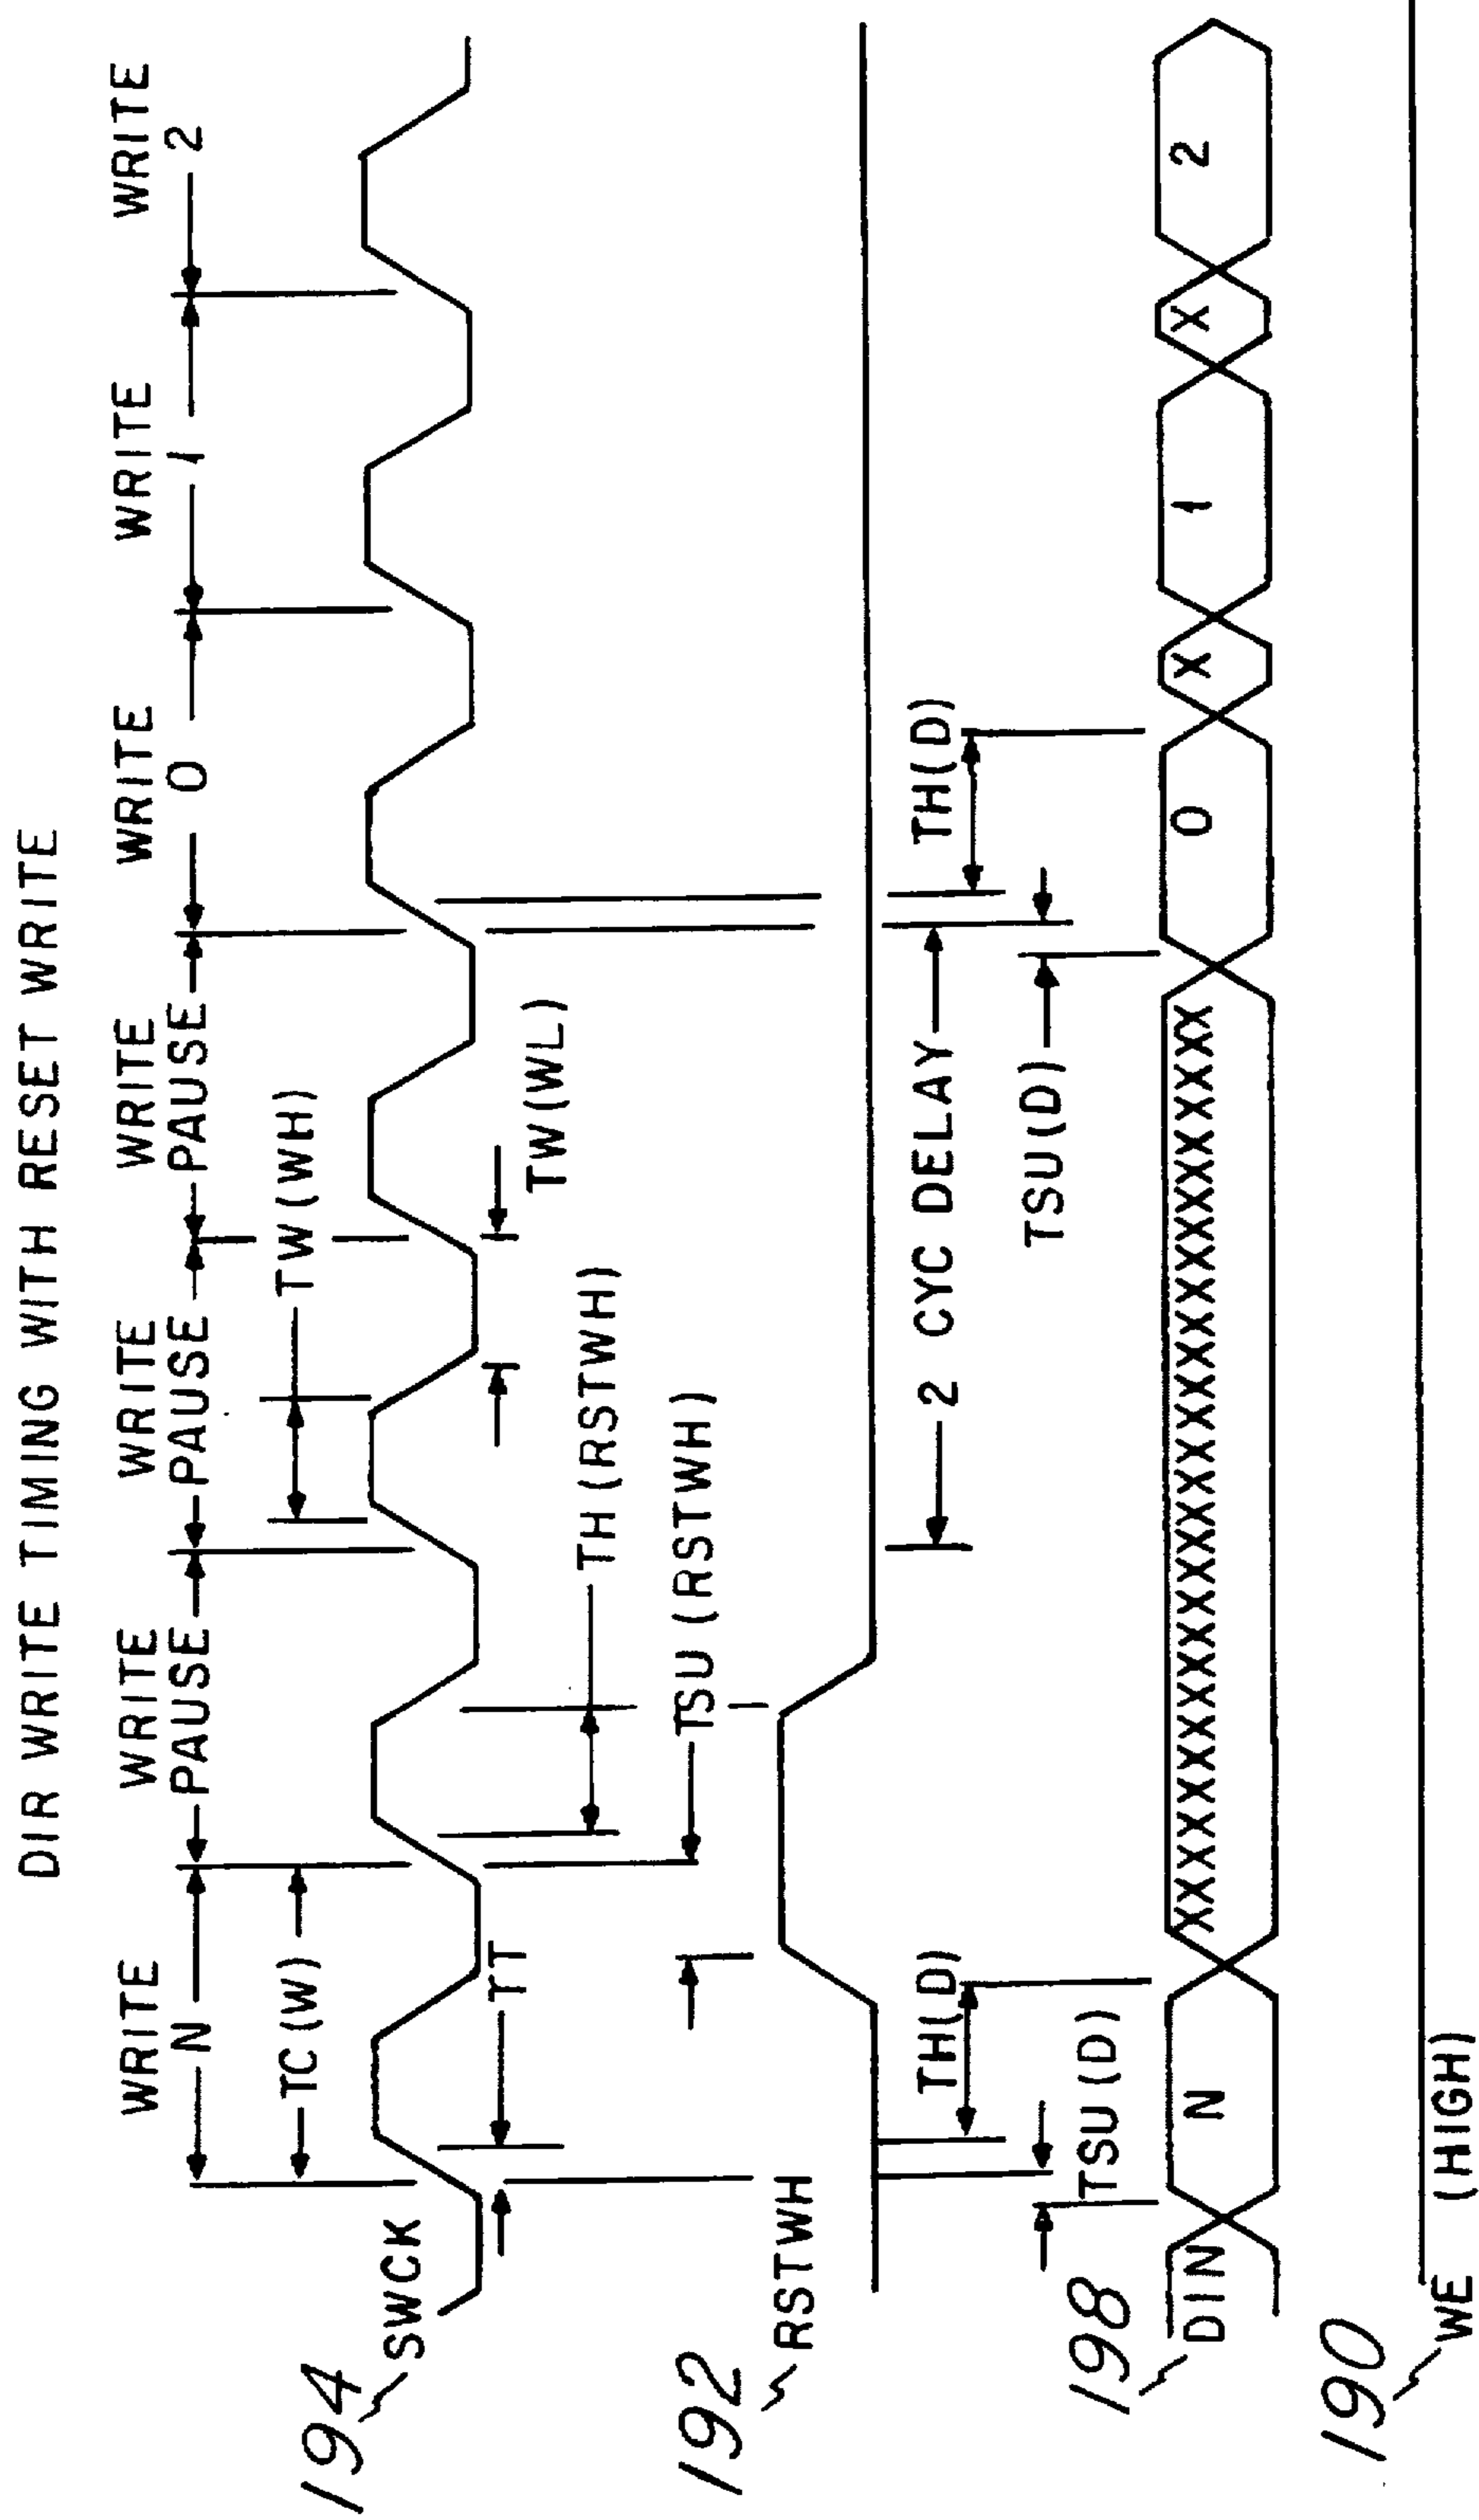 DIR WRITE TIMING WITH RESET WRITE
WRITE WRITE WRITE WRITE WRITE WRITE WRITE
N PAUSE PAUSE PAUSE 0 1 2
TC(W) TW(WH)
194
SWCK
TT TW(WL)
TH(RSTWH)
TSU(RSTWH)
192
RSTWH
TH(D) 2 CYC DELAY TH(D)
TSU(D) TSU(D)
198
DIN N XXXXXXXXXXXXXXXXXXXXXXXX 0 X 1 X 2
190
WE (HIGH)